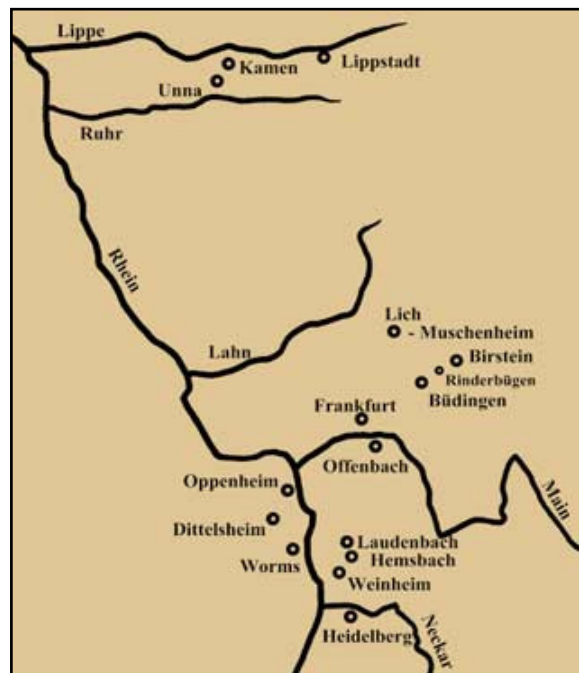 Lippe
Kamen
Lippstadt
Unna
Ruhr
Rhein
Lich
- Muschenheim
Lahn
Birstein
Rinderbügen
Büdingen
Frankfurt
Offenbach
Main
Oppenheim
Dittelsheim
Laudenbach
Worms
Hemsbach
Weinheim
Heidelberg
Neckar